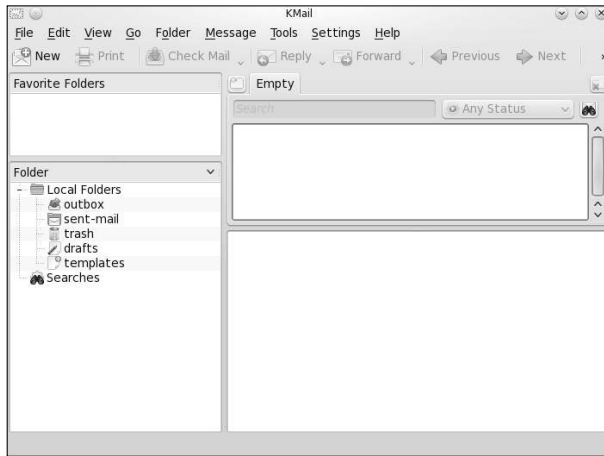 KMail
File Edit View Go Folder Message Tools Settings Help
New Print Check Mail Reply Forward Previous Next
Favorite Folders
Empty
Search
Any Status
Folder
Local Folders
outbox
sent-mail
trash
drafts
templates
Searches